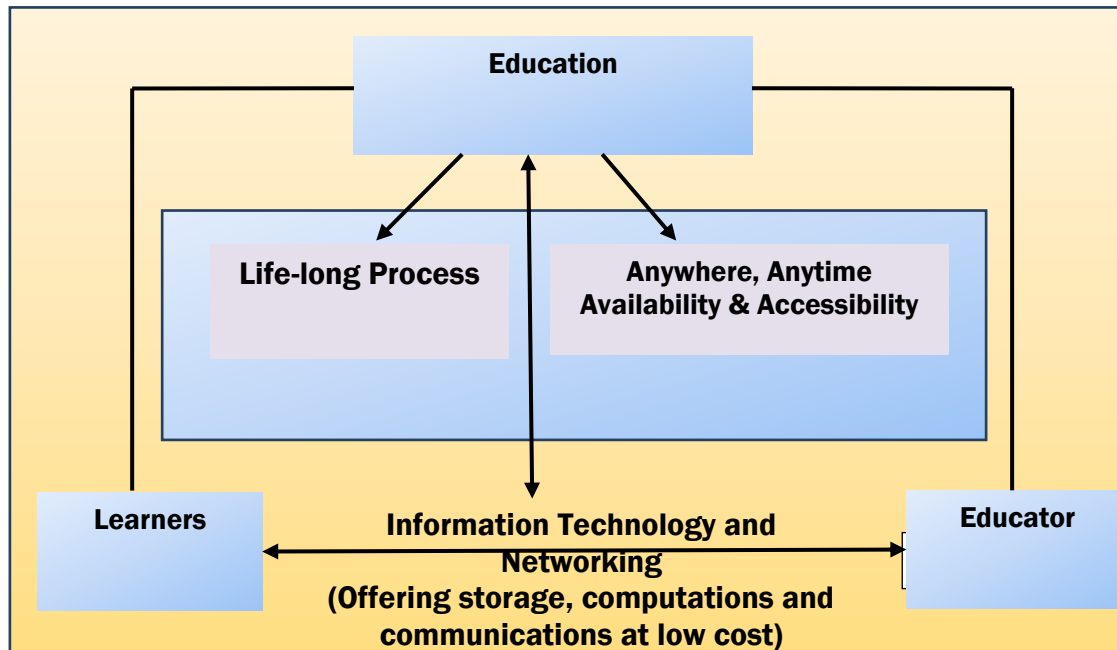 Education
Life-long Process
Anywhere, Anytime
Availability & Accessibility
Learners
Information Technology and
Networking
(Offering storage, computations and
communications at low cost)
Educator